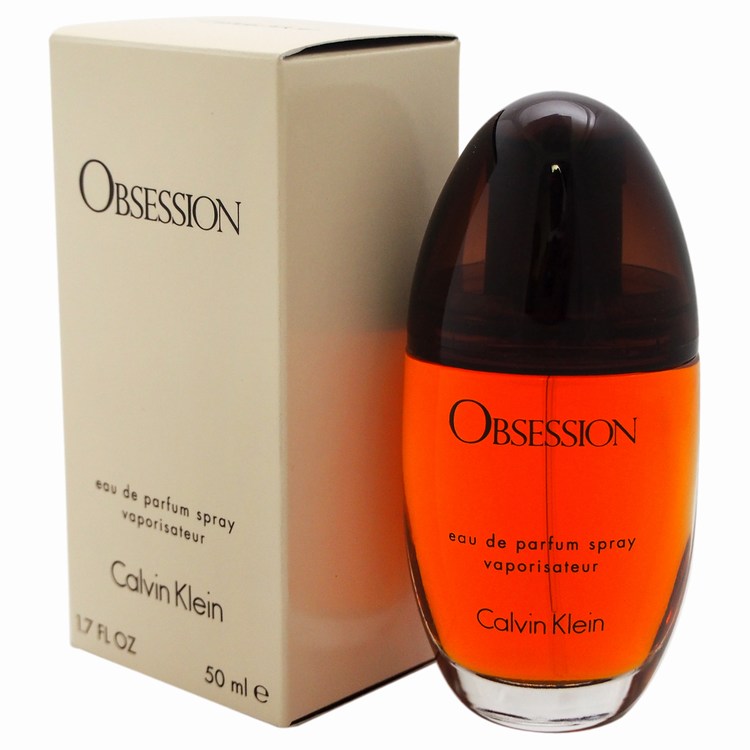 OBSESSION
eau de parfum spray
vaporisateur
Calvin Klein
1.7 FL OZ
50 ml e
OBSESSION
eau de parfum spray
vaporisateur
Calvin Klein